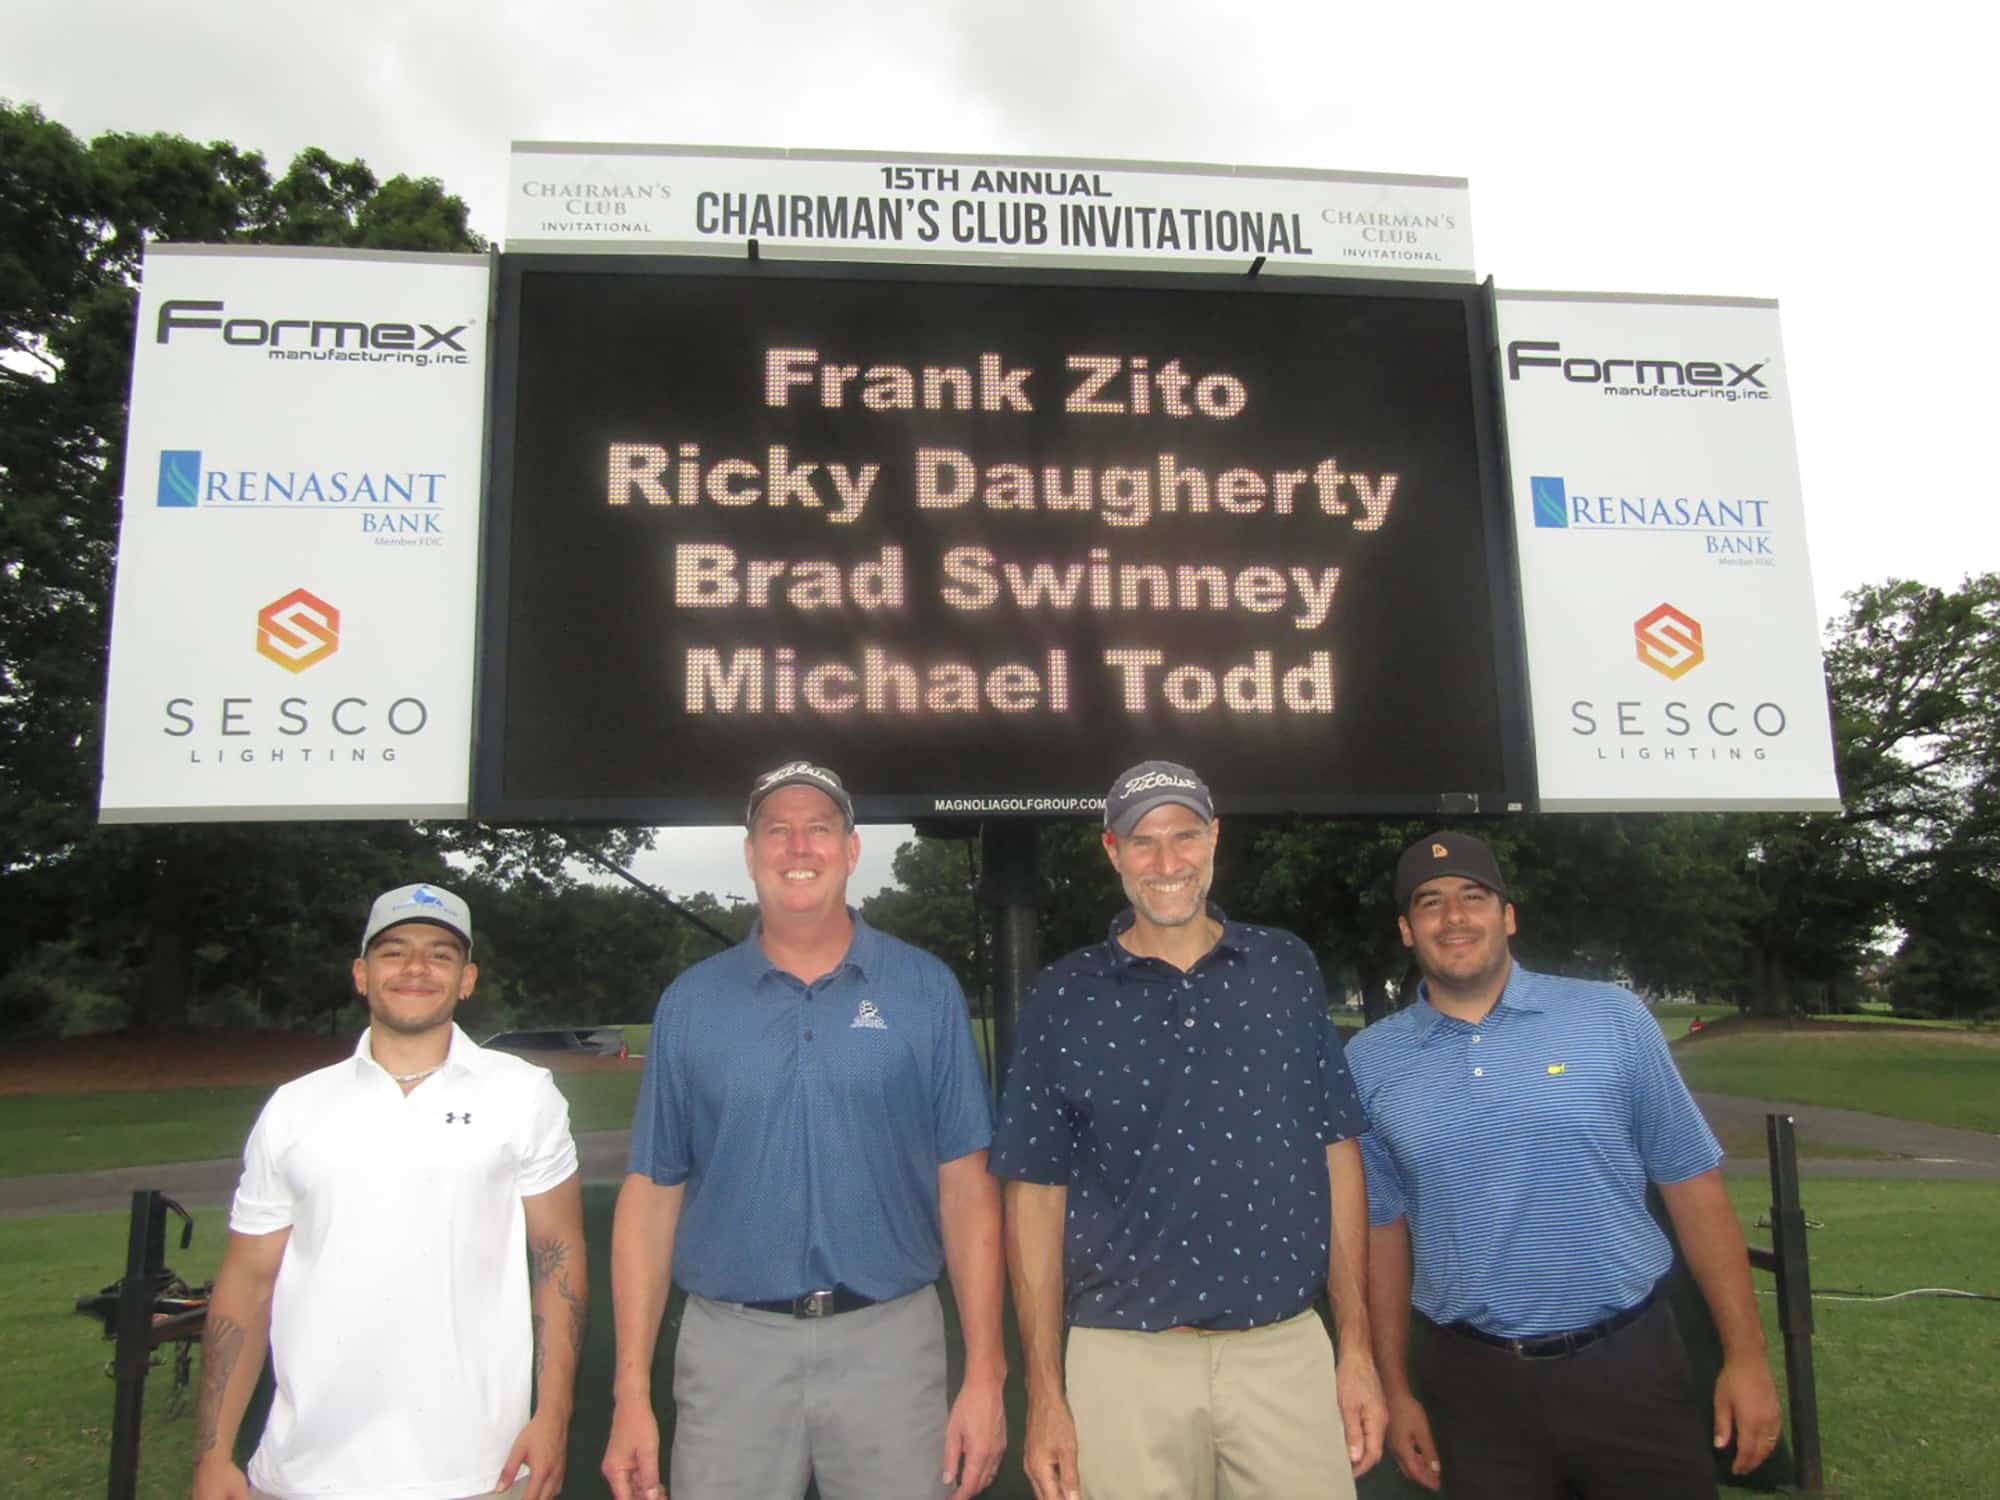 15TH ANNUAL
CHAIRMAN'S CLUB INVITATIONAL
CHAIRMAN'S
CLUB
INVITATIONAL
CHAIRMAN'S
CLUB
INVITATIONAL
Formex
manufacturing, inc.
RENASANT
BANK
Member FDIC
SESCO
LIGHTING
Frank Zito
Ricky Daugherty
Brad Swinney
Michael Todd
MAGNOLIAGOLFGROUP.COM
Formex
manufacturing, inc.
RENASANT
BANK
Member FDIC
SESCO
LIGHTING
Titleist
Titleist